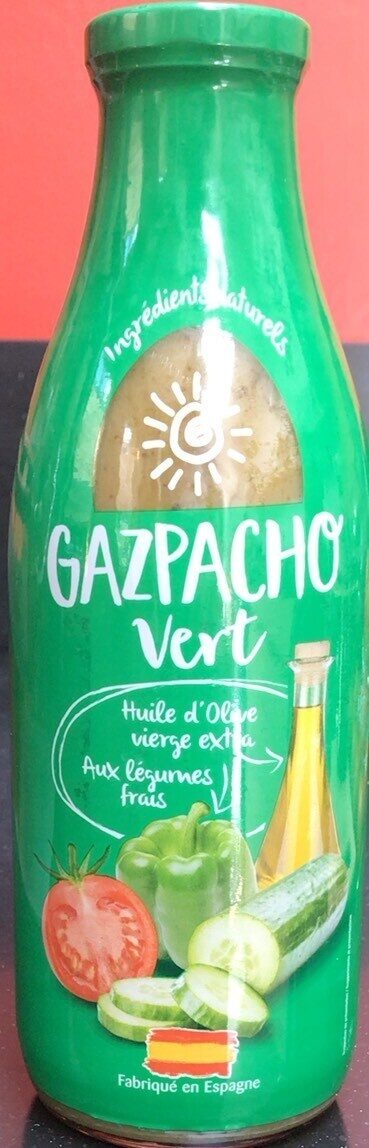 Ingrédients naturels
GAZPACHO
Vert
Huile d'Olive
vierge extra
Aux légumes
frais
Fabriqué en Espagne